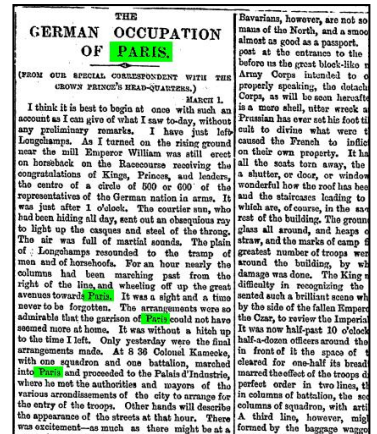 THE
GERMAN OCCUPATION
OF PARIS.
(FROM OUR SPECIAL CORRESPONDENT WITH THE
CROWN PRINCE'S HEAD-QUARTERS.)
MARCH 1.
I think it is best to begin at once with such an
account as I can give of what I saw to-day, without
any preliminary remarks. I have just left
Longchamps. As I turned on the rising ground
near the mill Emperor William was still erect
on horseback on the Racecourse receiving the
congratulations of Kings, Princes, and leaders,
the centre of a circle of 500 or 600 of the
representatives of the German nation in arms. It
was just after 1 o'clock. The courtier sun, who
had been hiding all day, sent out an obsequious ray
to light up the casques and steel of the throng.
The air was full of martial sounds. The plain
of Longchamps resounded to the tramp of
men and of horsehoofs. For an hour nearly the
columns had been marching past from the
right of the line, and wheeling off up the great
avenues towards Paris. It was a sight and a time
never to be forgotten. The arrangements were so
admirable that the garrison of Paris could not have
seemed more at home. It was without a hitch up
to the time I left. Only yesterday were the final
arrangements made. At 8 36 Colonel Kamecke,
with one squadron and one battalion, marched
into Paris and proceeded to the Palais d'Industrie,
where he met the authorities and mayors of the
various arrondissements of the city to arrange for
the entry of the troops. Other hands will describe
the appearance of the streets at that hour. There
was excitement—as much as there might be at a
Bavarians, however, are not so
mans of the North, and a smo
almost as good as a passport.
post at the entrance to the
before us the great block-like
Army Corps intended to
properly speaking, the detach
Corps, as will be seen hereafte
is a mere shell, utter wreck a
Prussian has ever set his foot
cult to divine what were t
caused the French to inflic
on their own property. It ha
all the seats torn away, the
a shutter, or door, or window
wonderful how the roof has bee
and the staircases leading to
which are, of course, in the
rest of the building. The groun
glass all around, and heaps o
straw, and the marks of camp f
greatest number of troops wer
around the building, by wh
damage was done. The King
difficulty in recognizing the
sented such a brilliant scene wh
by the side of the fallen Empero
the Czar, to review the Imperial
It was now half-past 10 o'clock
half-a-dozen officers around the
in front of it the space of
cleared for one-half its bread
marred the effect of the troops
perfect order in two lines, th
in columns of battalion, the sec
columns of squadron, with arti
A third line, however, migh
formed by the baggage waggo